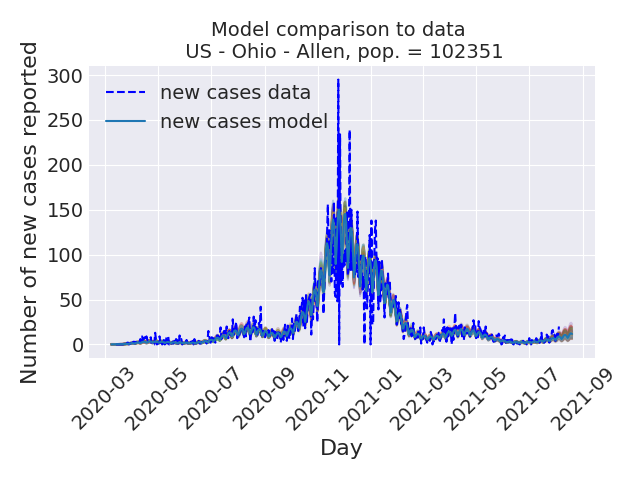 Model comparison to data
US - Ohio - Allen, pop. = 102351
Number of new cases reported
300
250
200
150
100
50
0
new cases data
new cases model
2020-03
2020-05
2020-07
2020-09
2020-11
2021-01
2021-03
2021-05
2021-07
2021-09
Day